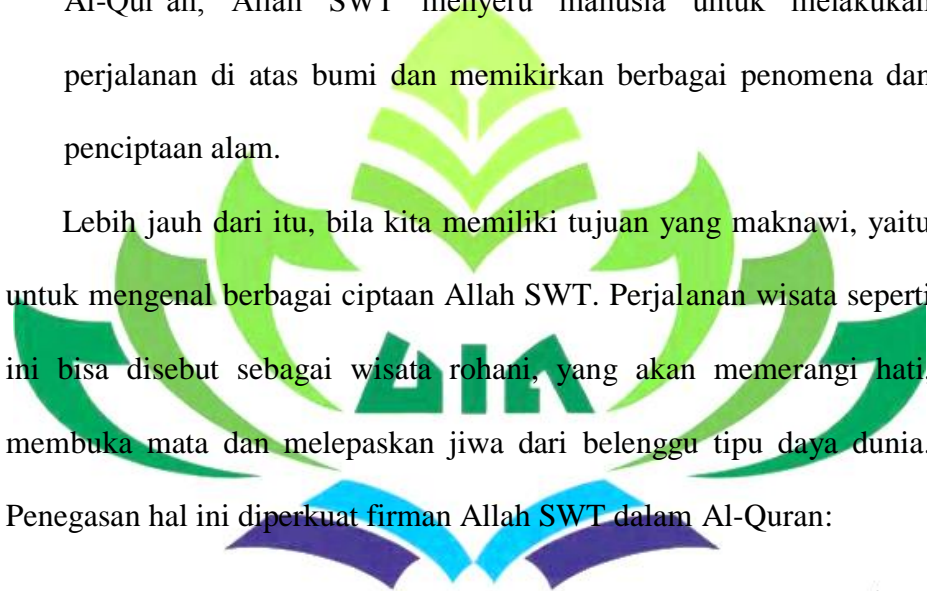 Al-Qur'an, Allah SWT menyeru manusia untuk melakukan
perjalanan di atas bumi dan memikirkan berbagai penomena dan
penciptaan alam.
Lebih jauh dari itu, bila kita memiliki tujuan yang maknawi, yaitu
untuk mengenal berbagai ciptaan Allah SWT. Perjalanan wisata seperti
ini bisa disebut sebagai wisata rohani, yang akan memerangi hati,
membuka mata dan melepaskan jiwa dari belenggu tipu daya dunia.
Penegasan hal ini diperkuat firman Allah SWT dalam Al-Quran: